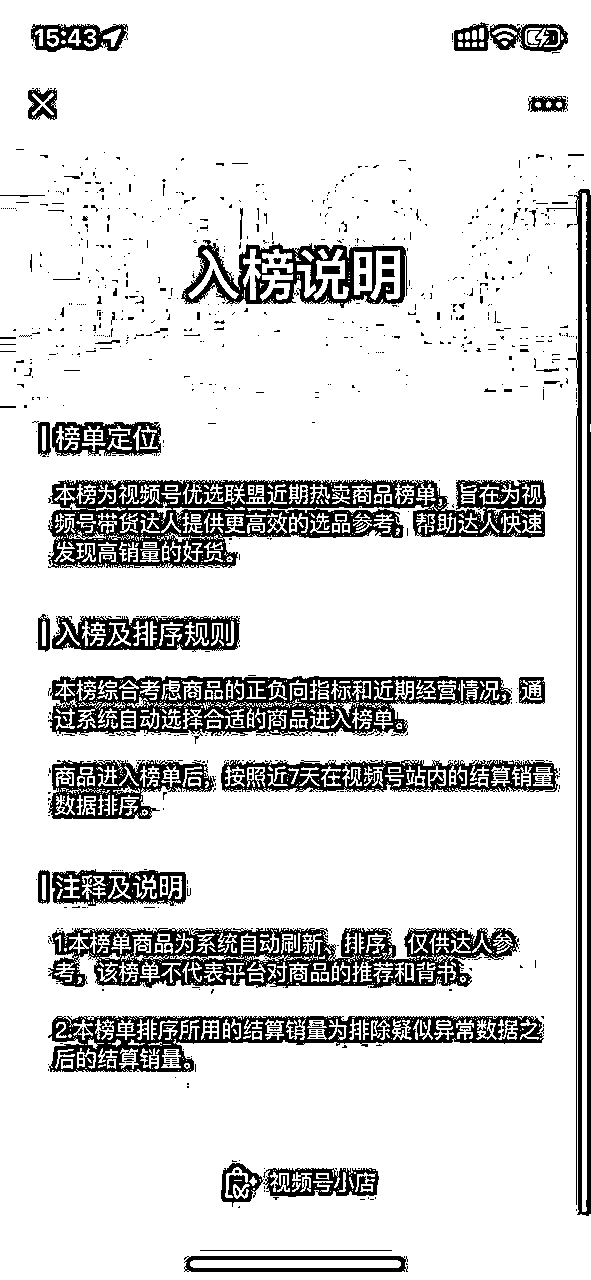 15:43
入榜说明
榜单定位
本榜为视频号优选联盟近期热卖商品榜单，旨在为视
频号带货达人提供更高效的选品参考，帮助达人快速
发现高销量的好货。
入榜及排序规则
本榜综合考虑商品的正负向指标和近期经营情况，通
过系统自动选择合适的商品进入榜单。
商品进入榜单后，按照近7天在视频号站内的结算销量
数据排序。
注释及说明
1.本榜单商品为系统自动刷新、排序，仅供达人参
考，该榜单不代表平台对商品的推荐和背书。
2.本榜单排序所用的结算销量为排除疑似异常数据之
后的结算销量。
视频号小店